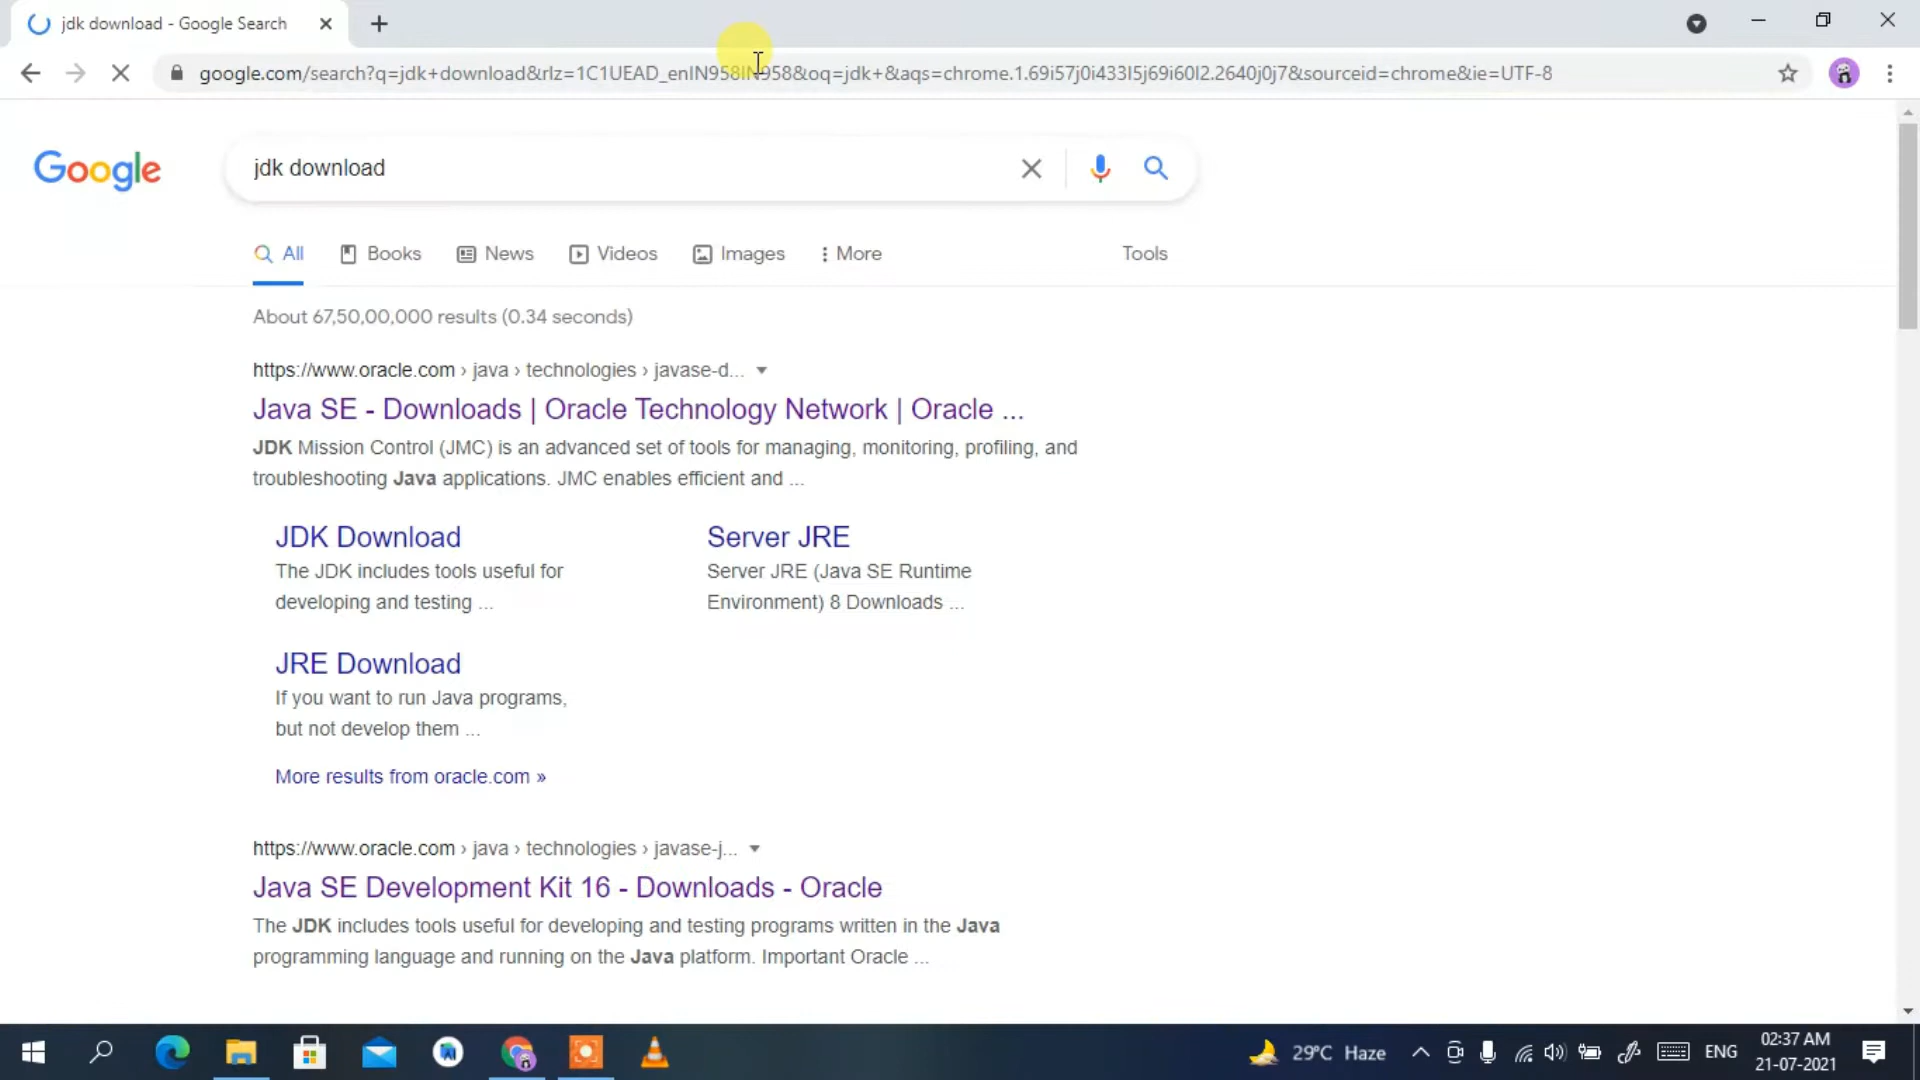 jdk download - Google Search
google.com/search?q=jdk+download&rlz=1C1UEAD_enIN958IN958&oq=jdk+&aqs=chrome.1.69i57j0i433l5j69i60l2.2640j0j7&sourceid=chrome&ie=UTF-8
Google
jdk download
All Books News Videos Images More Tools
About 67,50,00,000 results (0.34 seconds)
https://www.oracle.com › java › technologies › javase-d...
Java SE - Downloads | Oracle Technology Network | Oracle ...
JDK Mission Control (JMC) is an advanced set of tools for managing, monitoring, profiling, and
troubleshooting Java applications. JMC enables efficient and ...
JDK Download
The JDK includes tools useful for
developing and testing ...
Server JRE
Server JRE (Java SE Runtime
Environment) 8 Downloads ...
JRE Download
If you want to run Java programs,
but not develop them ...
More results from oracle.com »
https://www.oracle.com › java › technologies › javase-j...
Java SE Development Kit 16 - Downloads - Oracle
The JDK includes tools useful for developing and testing programs written in the Java
programming language and running on the Java platform. Important Oracle ...
29°C Haze
ENG
02:37 AM
21-07-2021